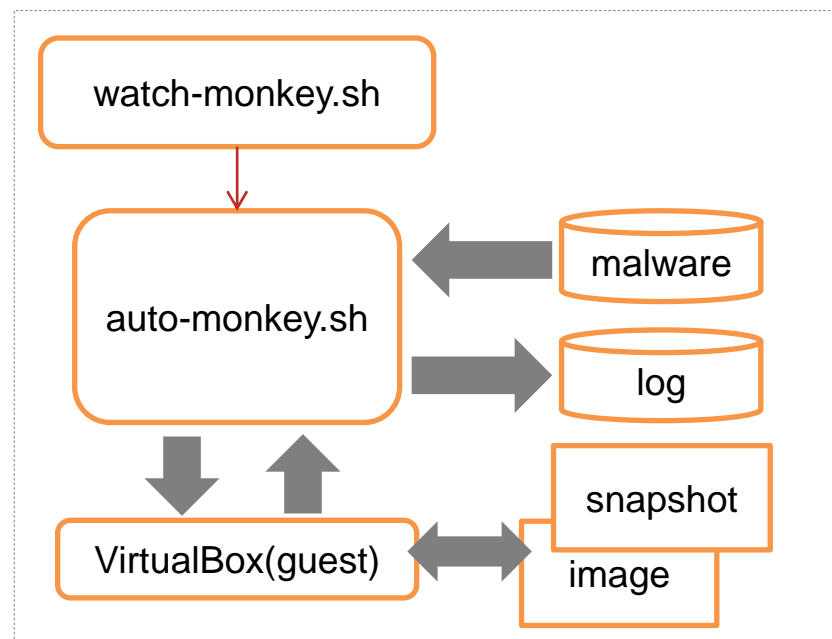 watch-monkey.sh
auto-monkey.sh
malware
log
VirtualBox(guest)
snapshot
image